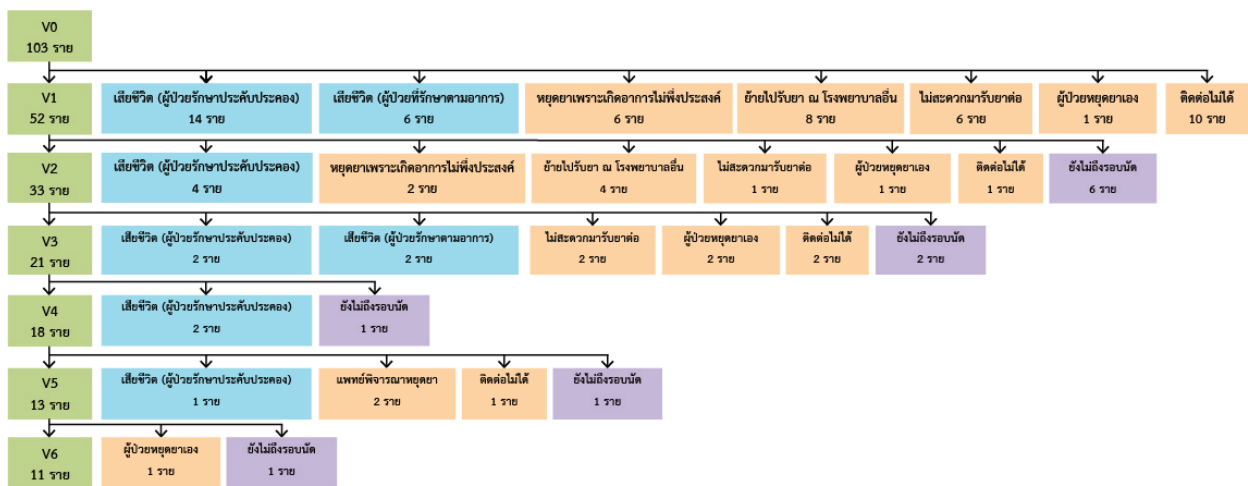 V0
103 ราย
V1
52 ราย
เสียชีวิต (ผู้ป่วยรักษาประคับประคอง)
14 ราย
เสียชีวิต (ผู้ป่วยที่รักษาตามอาการ)
6 ราย
หยุดยาเพราะเกิดอาการไม่พึงประสงค์
6 ราย
ย้ายไปรับยา ณ โรงพยาบาลอื่น
8 ราย
ไม่สะดวกมารับยาต่อ
6 ราย
ผู้ป่วยหยุดยาเอง
1 ราย
ติดต่อไม่ได้
10 ราย
V2
33 ราย
เสียชีวิต (ผู้ป่วยรักษาประคับประคอง)
4 ราย
หยุดยาเพราะเกิดอาการไม่พึงประสงค์
2 ราย
ย้ายไปรับยา ณ โรงพยาบาลอื่น
4 ราย
ไม่สะดวกมารับยาต่อ
1 ราย
ผู้ป่วยหยุดยาเอง
1 ราย
ติดต่อไม่ได้
1 ราย
ยังไม่ถึงรอบนัด
6 ราย
V3
21 ราย
เสียชีวิต (ผู้ป่วยรักษาประคับประคอง)
2 ราย
เสียชีวิต (ผู้ป่วยรักษาตามอาการ)
2 ราย
ไม่สะดวกมารับยาต่อ
2 ราย
ผู้ป่วยหยุดยาเอง
2 ราย
ติดต่อไม่ได้
2 ราย
ยังไม่ถึงรอบนัด
2 ราย
V4
18 ราย
เสียชีวิต (ผู้ป่วยรักษาประคับประคอง)
2 ราย
ยังไม่ถึงรอบนัด
1 ราย
V5
13 ราย
เสียชีวิต (ผู้ป่วยรักษาประคับประคอง)
1 ราย
แพทย์พิจารณาหยุดยา
2 ราย
ติดต่อไม่ได้
1 ราย
ยังไม่ถึงรอบนัด
1 ราย
V6
11 ราย
ผู้ป่วยหยุดยาเอง
1 ราย
ยังไม่ถึงรอบนัด
1 ราย